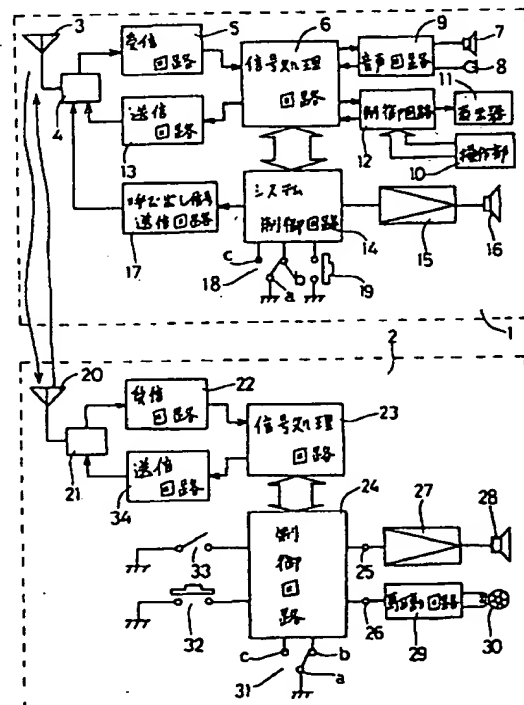 3
5
受信
回路
6
信号処理
回路
9
音声回路
7
8
11
表示器
4
送信
回路
13
制御回路
12
操作部
10
呼び出し信号
送信回路
17
システム
制御回路
14
15
16
c
18
a
b
19
1
2
20
22
受信
回路
23
信号処理
回路
21
送信
回路
34
24
制
御
回
路
27
28
25
33
26
駆動回路
29
30
32
c
b
31
a